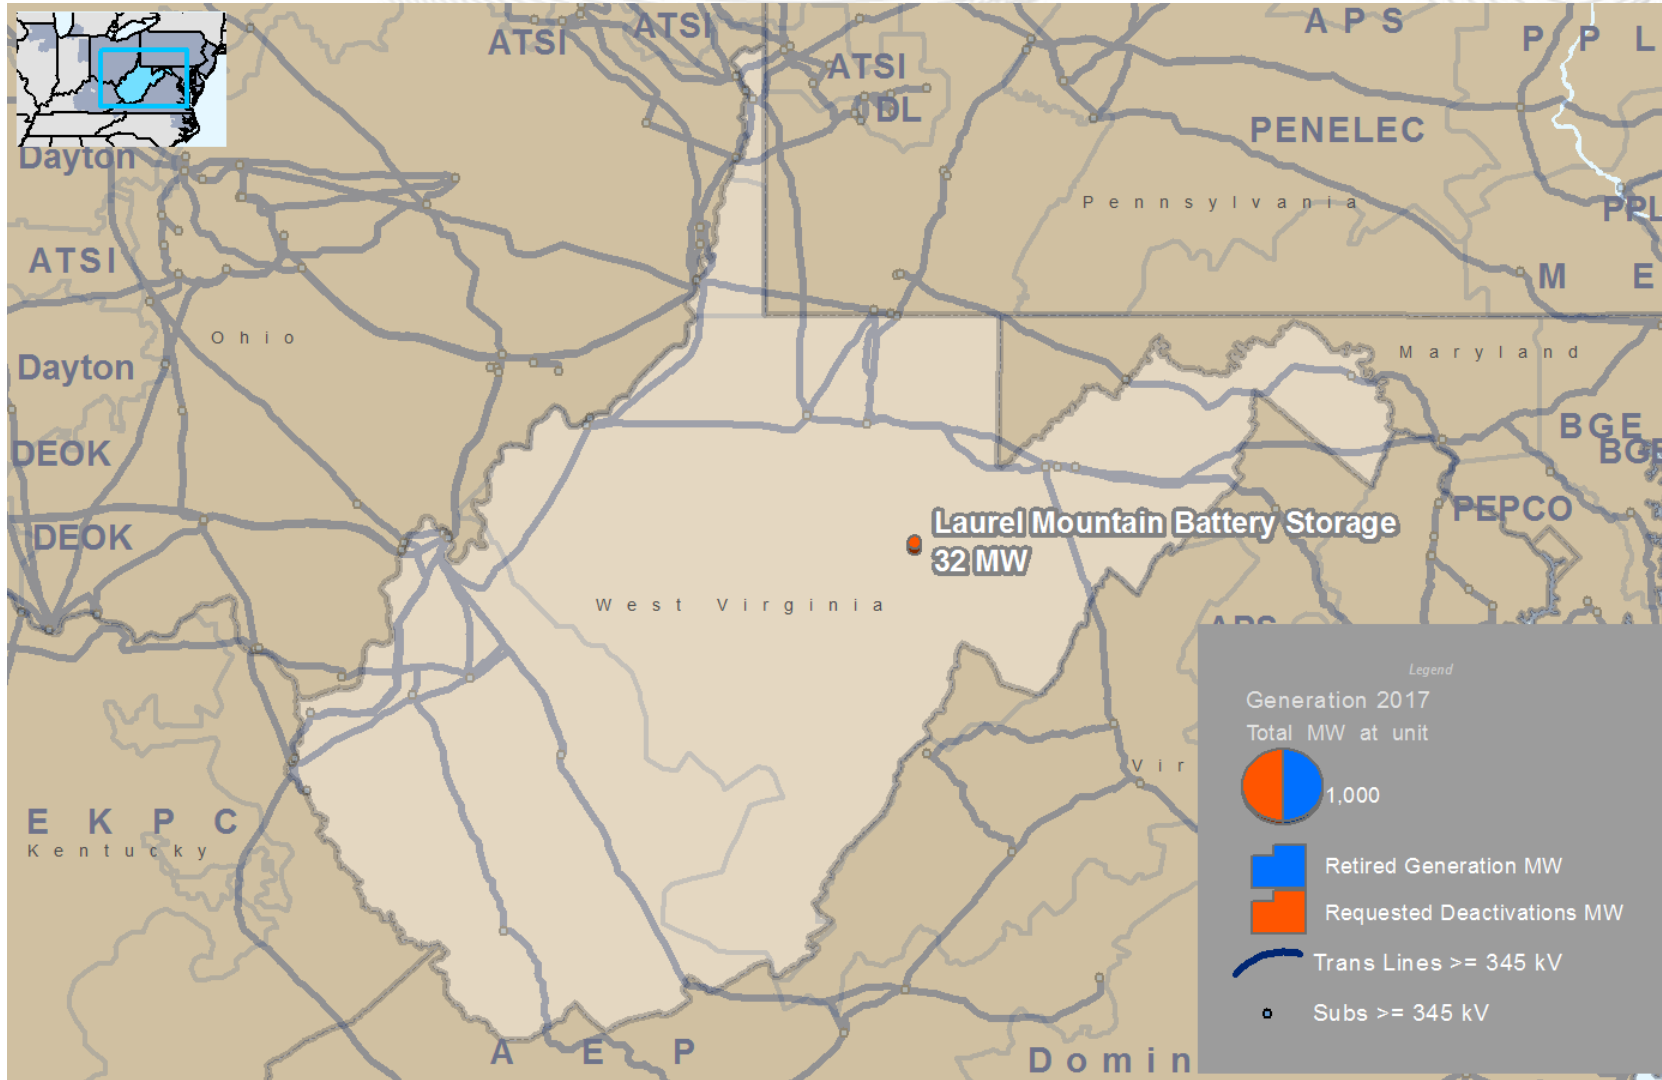 ATSI
ATSI
APS
PPL
ATSI
DL
PENELEC
Dayton
Pennsylvania
PPL
ATSI
ME
Ohio
Maryland
Dayton
BGE
BGE
DEOK
PEPCO
Laurel Mountain Battery Storage
32 MW
DEOK
West Virginia
APS
Legend
Generation 2017
Total MW at unit
1,000
Vir
EKPC
Kentucky
Retired Generation MW
Requested Deactivations MW
Trans Lines >= 345 kV
Subs >= 345 kV
AEP
Domin